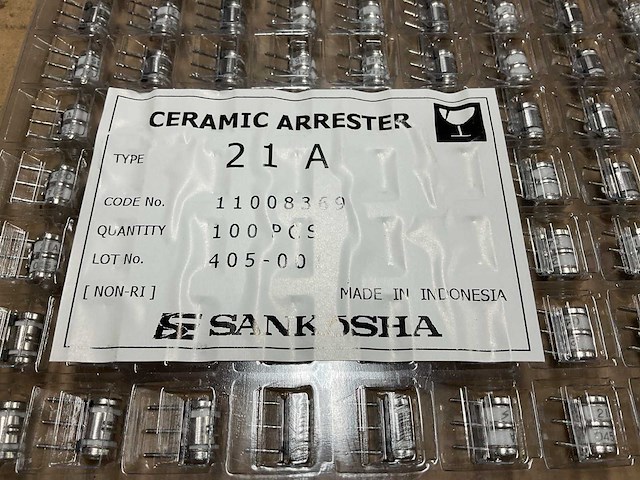 CERAMIC ARRESTER
TYPE 21 A
CODE No. 11008369
QUANTITY 100 PCS
LOT No. 405-00
[ NON-RI ] MADE IN INDONESIA
SANKOSHA